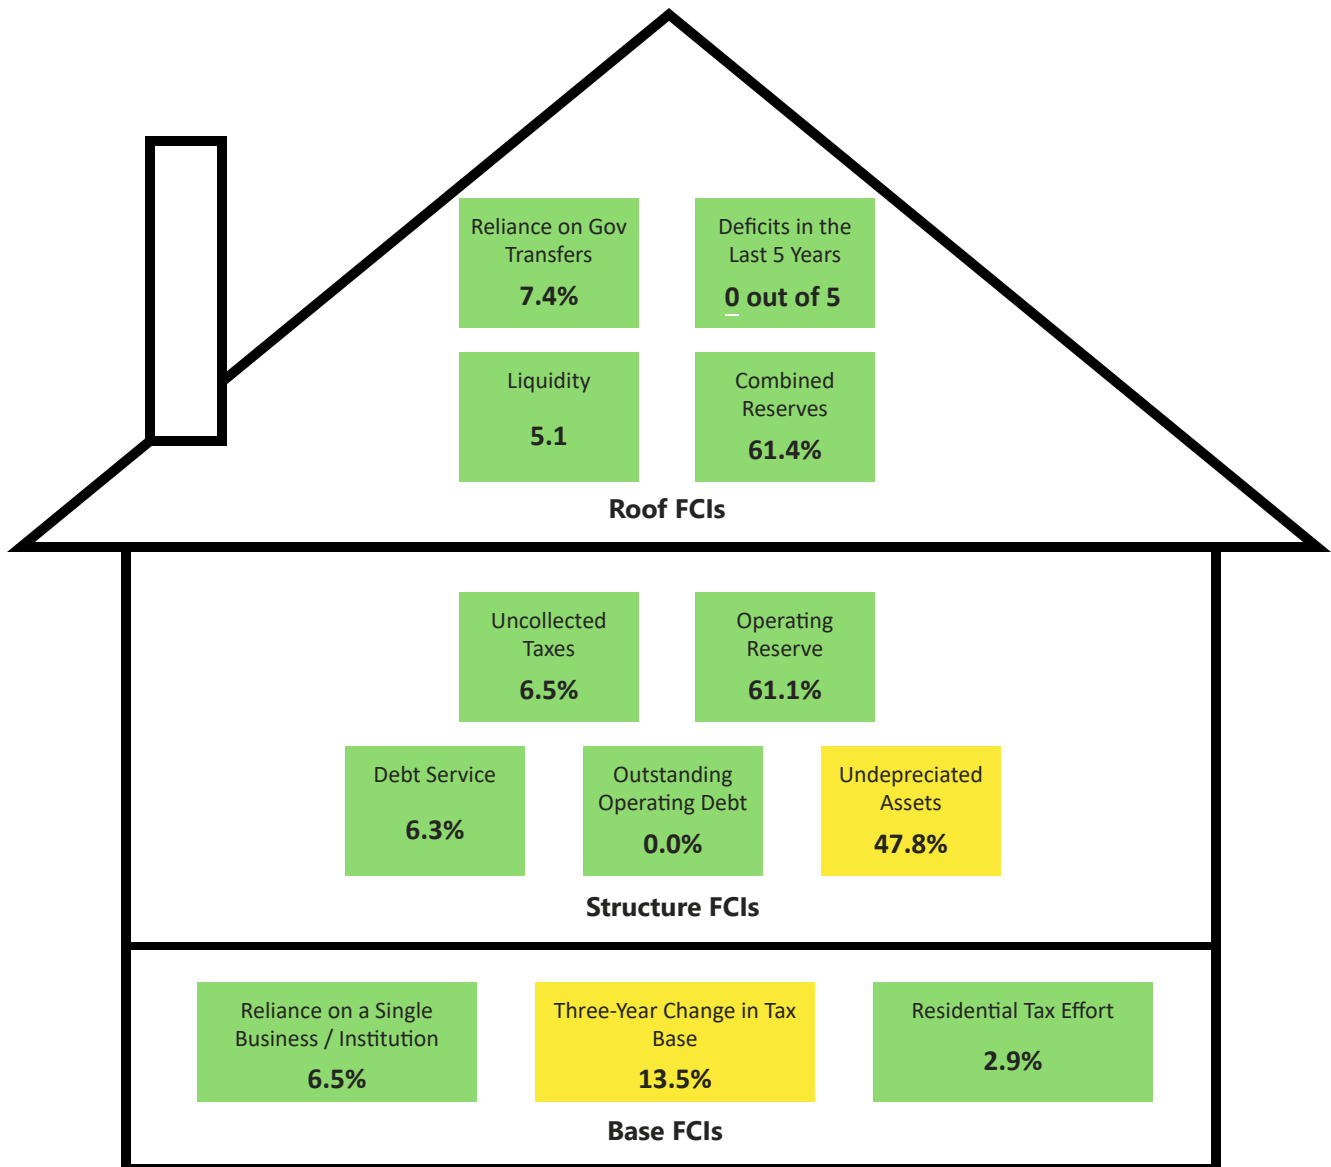 Reliance on Gov
Transfers
7.4%
Deficits in the
Last 5 Years
0 out of 5
Liquidity
5.1
Combined
Reserves
61.4%
Roof FCIs
Uncollected
Taxes
6.5%
Operating
Reserve
61.1%
Debt Service
6.3%
Outstanding
Operating Debt
0.0%
Undepreciated
Assets
47.8%
Structure FCIs
Reliance on a Single
Business / Institution
6.5%
Three-Year Change in Tax
Base
13.5%
Residential Tax Effort
2.9%
Base FCIs